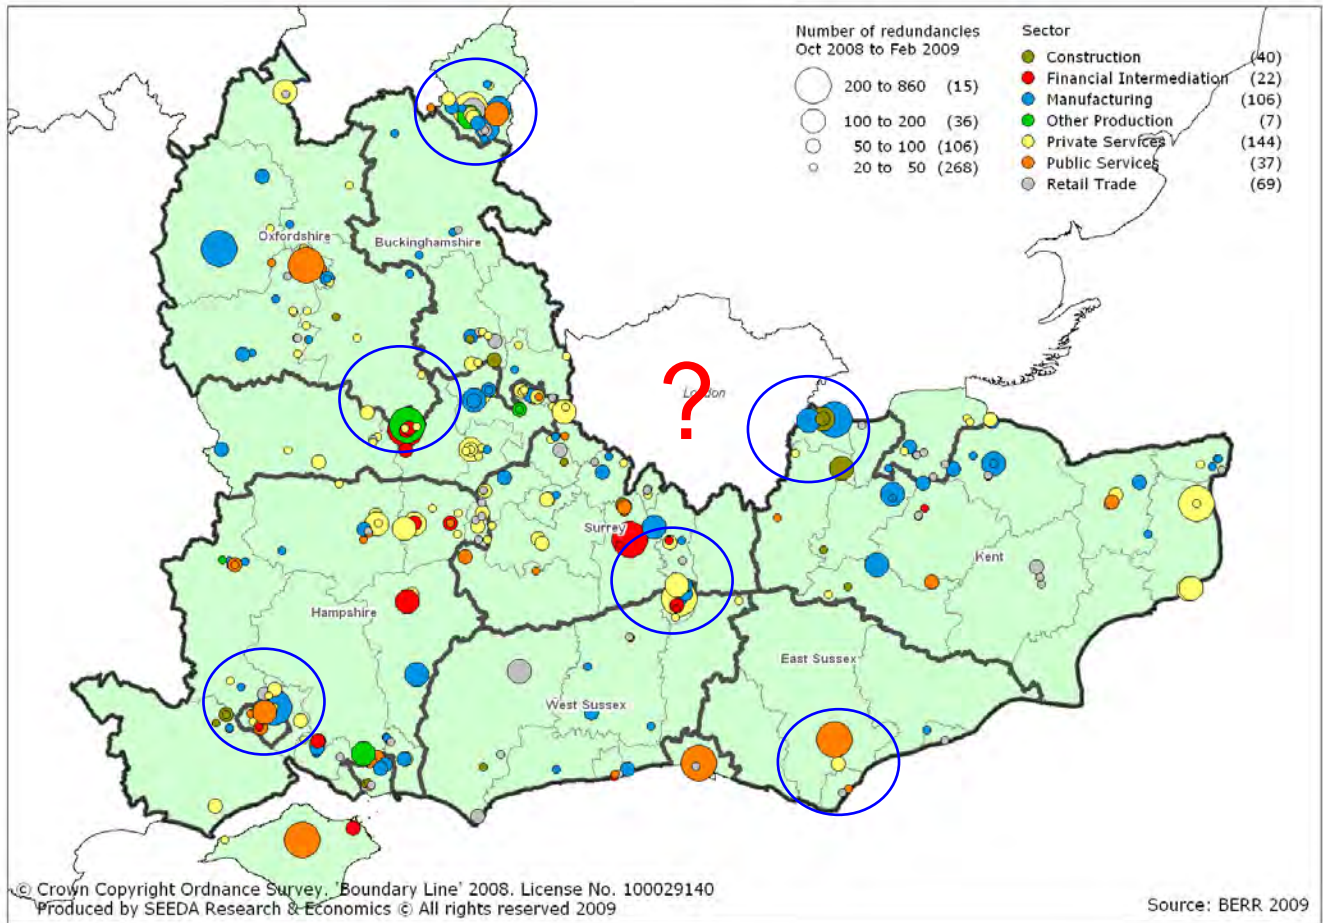 Number of redundancies
Oct 2008 to Feb 2009
200 to 860 (15)
100 to 200 (36)
50 to 100 (106)
20 to 50 (268)
Sector
Construction (40)
Financial Intermediation (22)
Manufacturing (106)
Other Production (7)
Private Services (144)
Public Services (37)
Retail Trade (69)
Oxfordshire
Buckinghamshire
?
London
Surrey
Kent
Hampshire
East Sussex
West Sussex
© Crown Copyright Ordnance Survey. 'Boundary Line' 2008. License No. 100029140
Produced by SEEDA Research & Economics © All rights reserved 2009
Source: BERR 2009